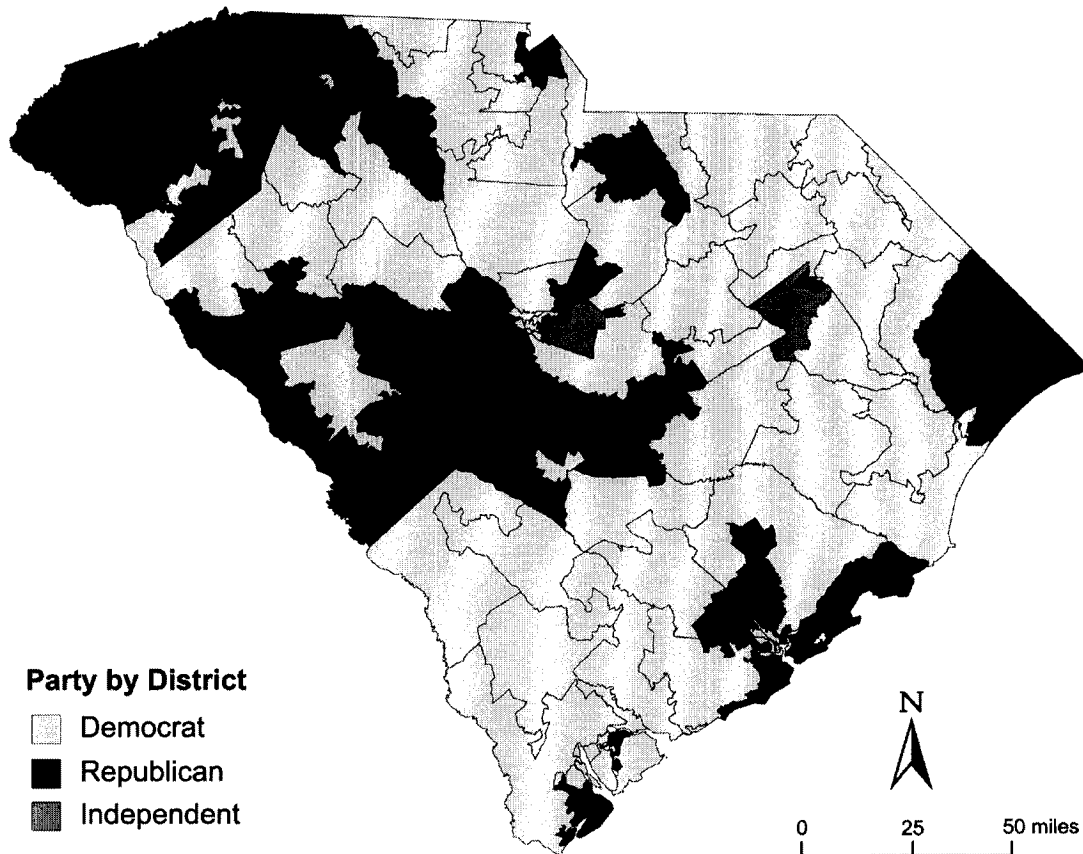 Party by District
Democrat
Republican
Independent
N
0 25 50 miles